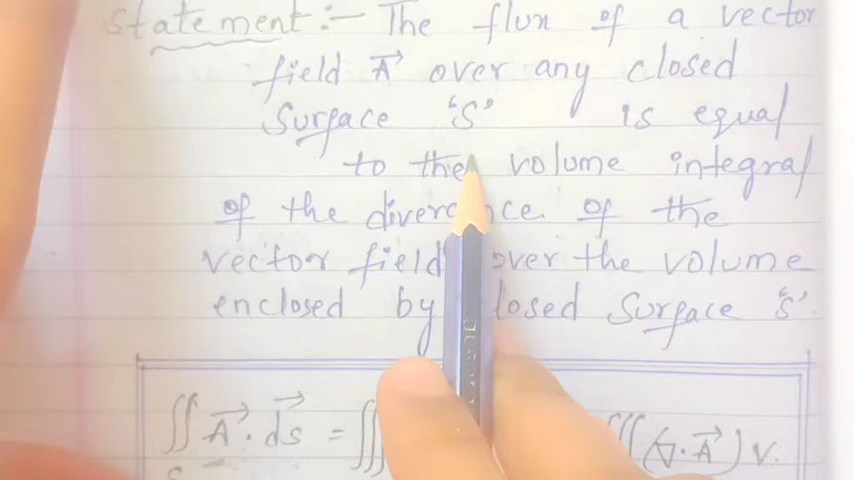 Statement :- The flux of a vector
field A⃗ over any closed
Surface 'S' is equal
to the volume integral
of the divergence of the
vector field over the volume
enclosed by closed Surface 'S'.
∬ A⃗ . ds⃗ = ∭ ∭ (∇.A⃗) v.
S